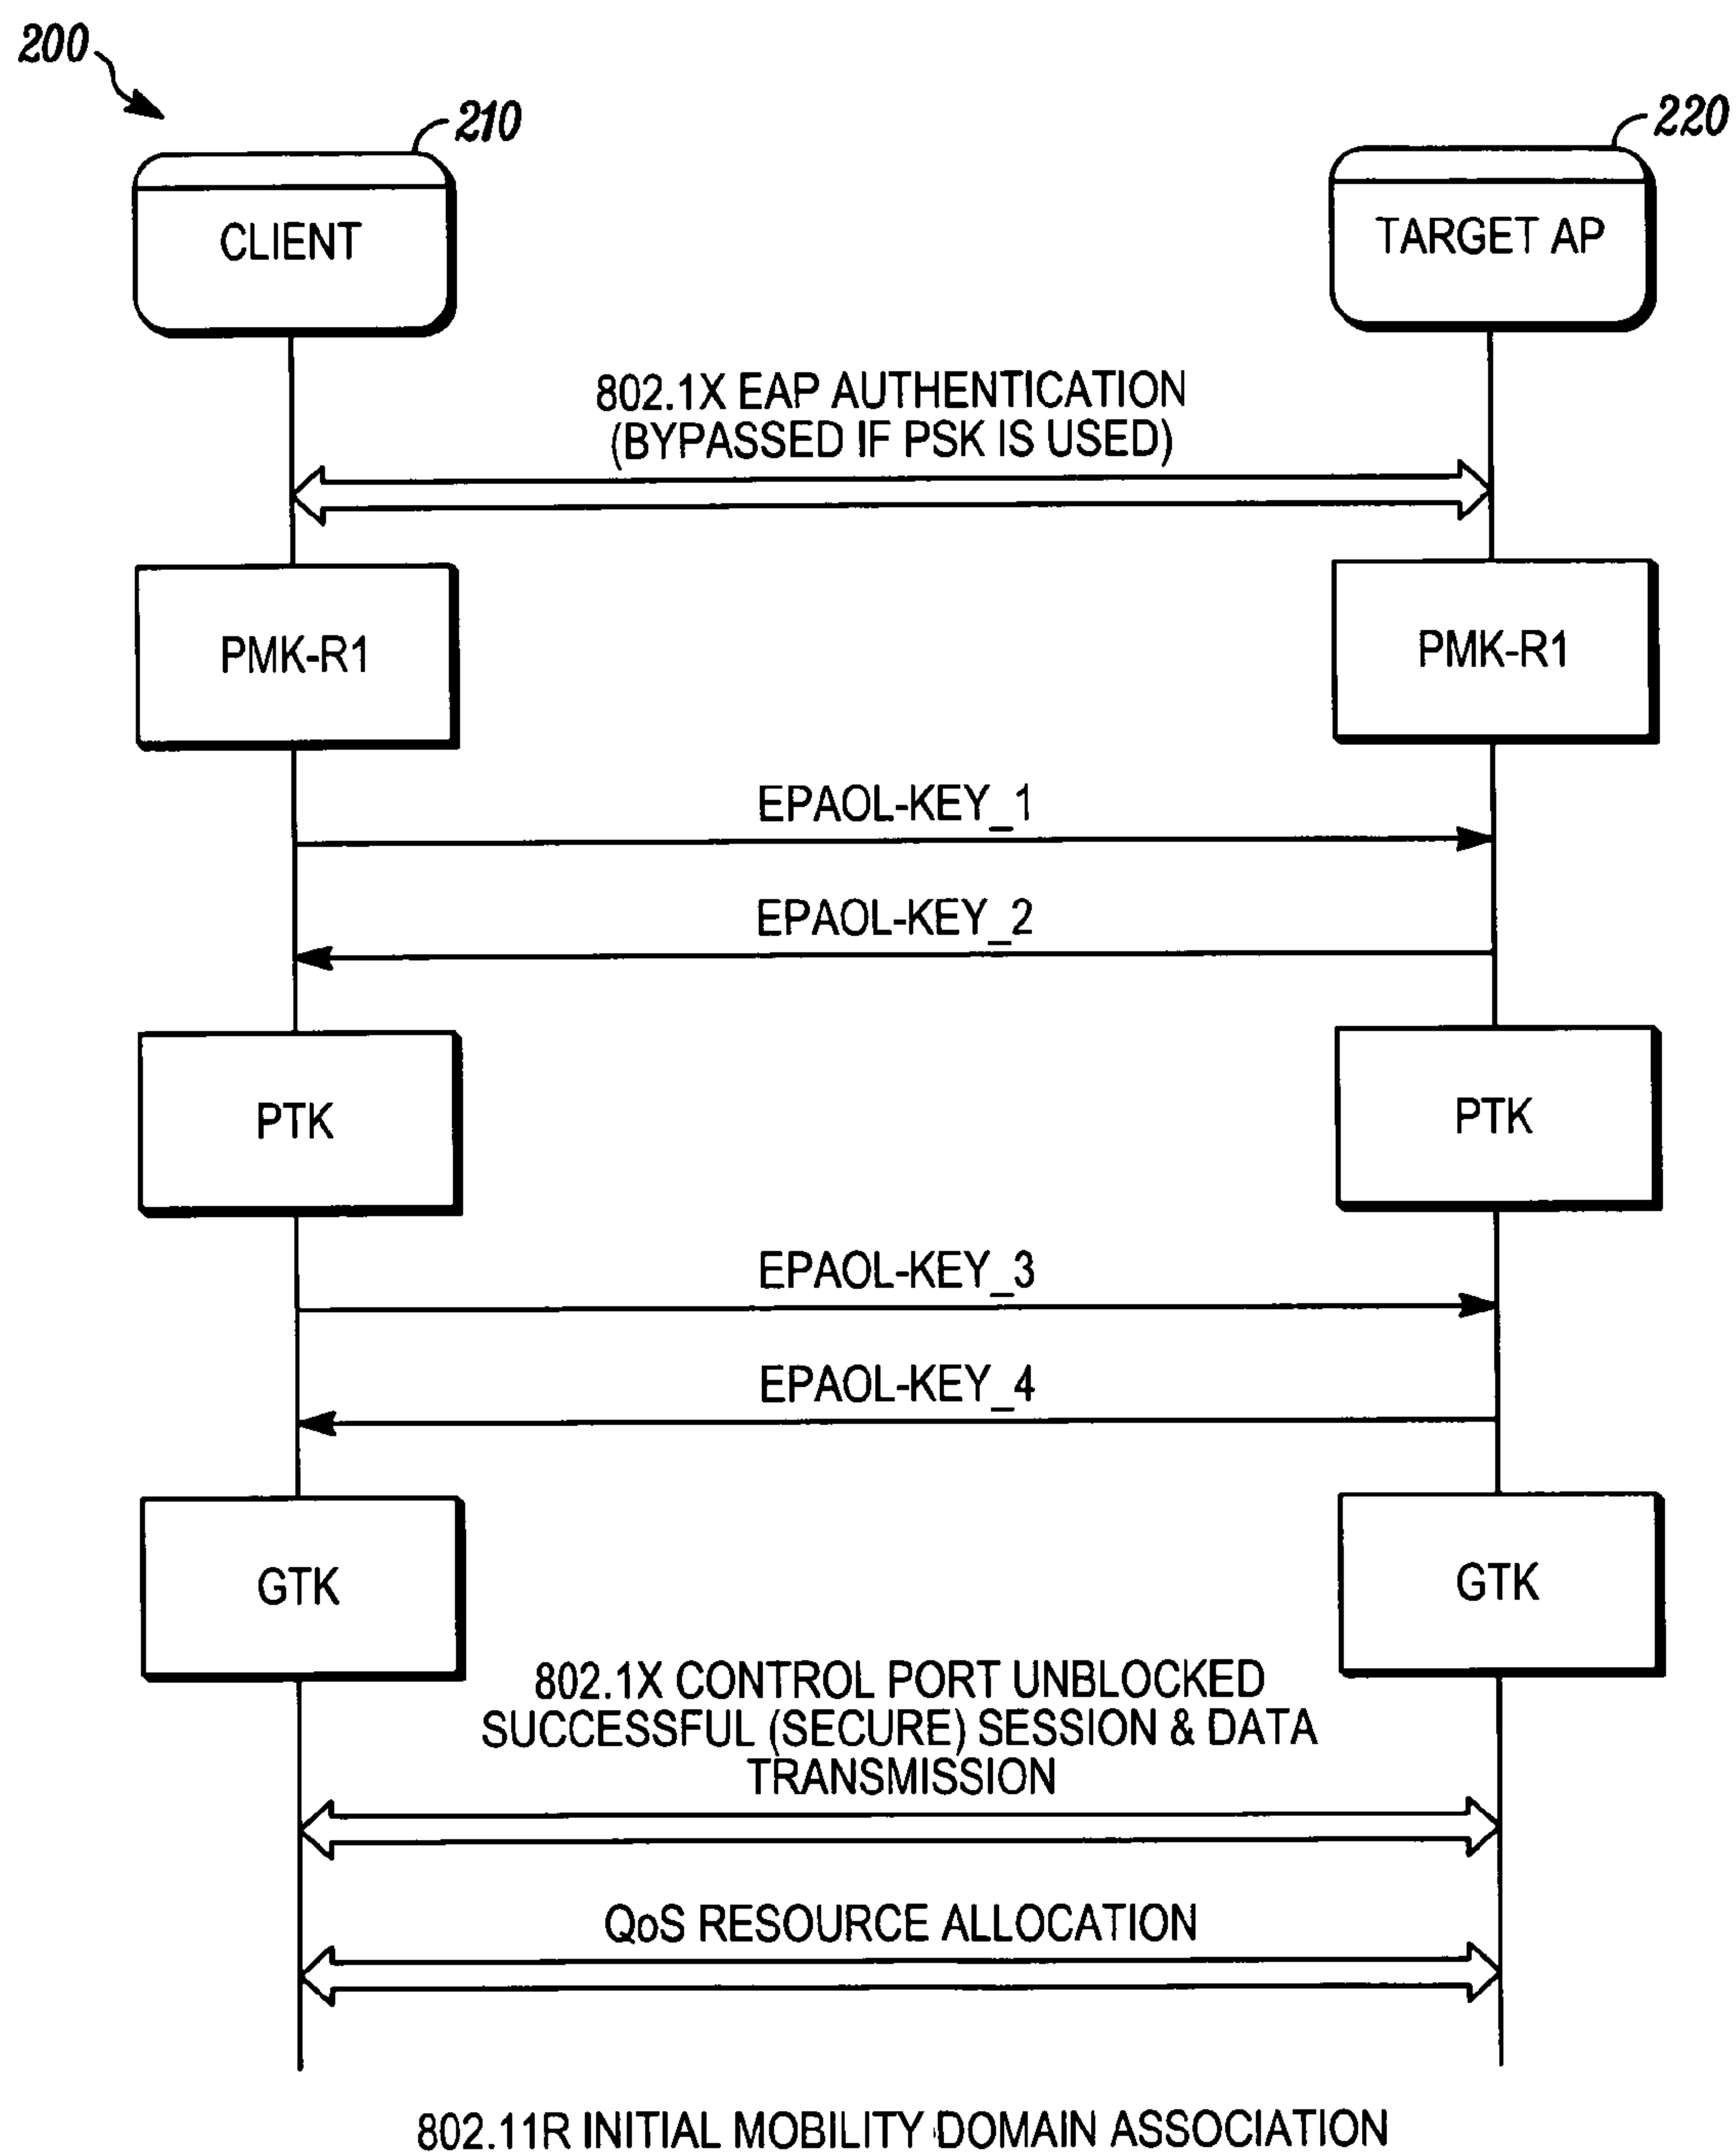 200
210
220
CLIENT
TARGET AP
802.1X EAP AUTHENTICATION
(BYPASSED IF PSK IS USED)
PMK-R1
PMK-R1
EPAOL-KEY_1
EPAOL-KEY_2
PTK
PTK
EPAOL-KEY_3
EPAOL-KEY_4
GTK
GTK
802.1X CONTROL PORT UNBLOCKED
SUCCESSFUL (SECURE) SESSION & DATA
TRANSMISSION
QoS RESOURCE ALLOCATION
802.11R INITIAL MOBILITY DOMAIN ASSOCIATION